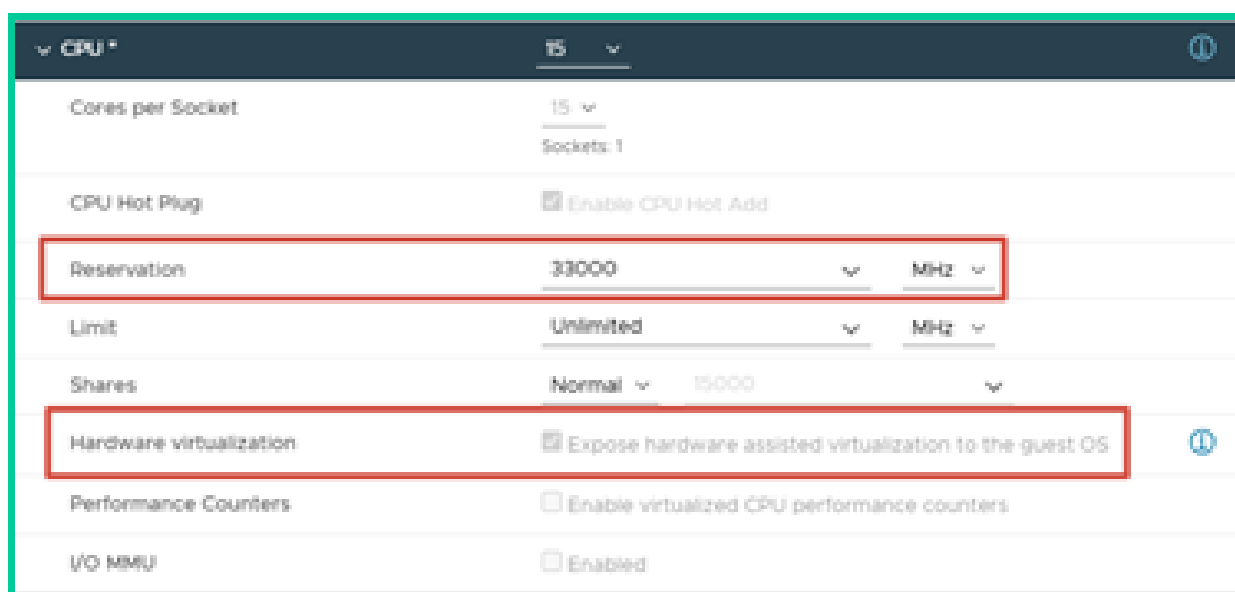 CPU * 15
Cores per Socket 15
Sockets: 1
CPU Hot Plug Enable CPU Hot Add
Reservation 33000 MHz
Limit Unlimited MHz
Shares Normal 15000
Hardware virtualization Expose hardware assisted virtualization to the guest OS
Performance Counters Enable virtualized CPU performance counters
I/O MMU Enabled